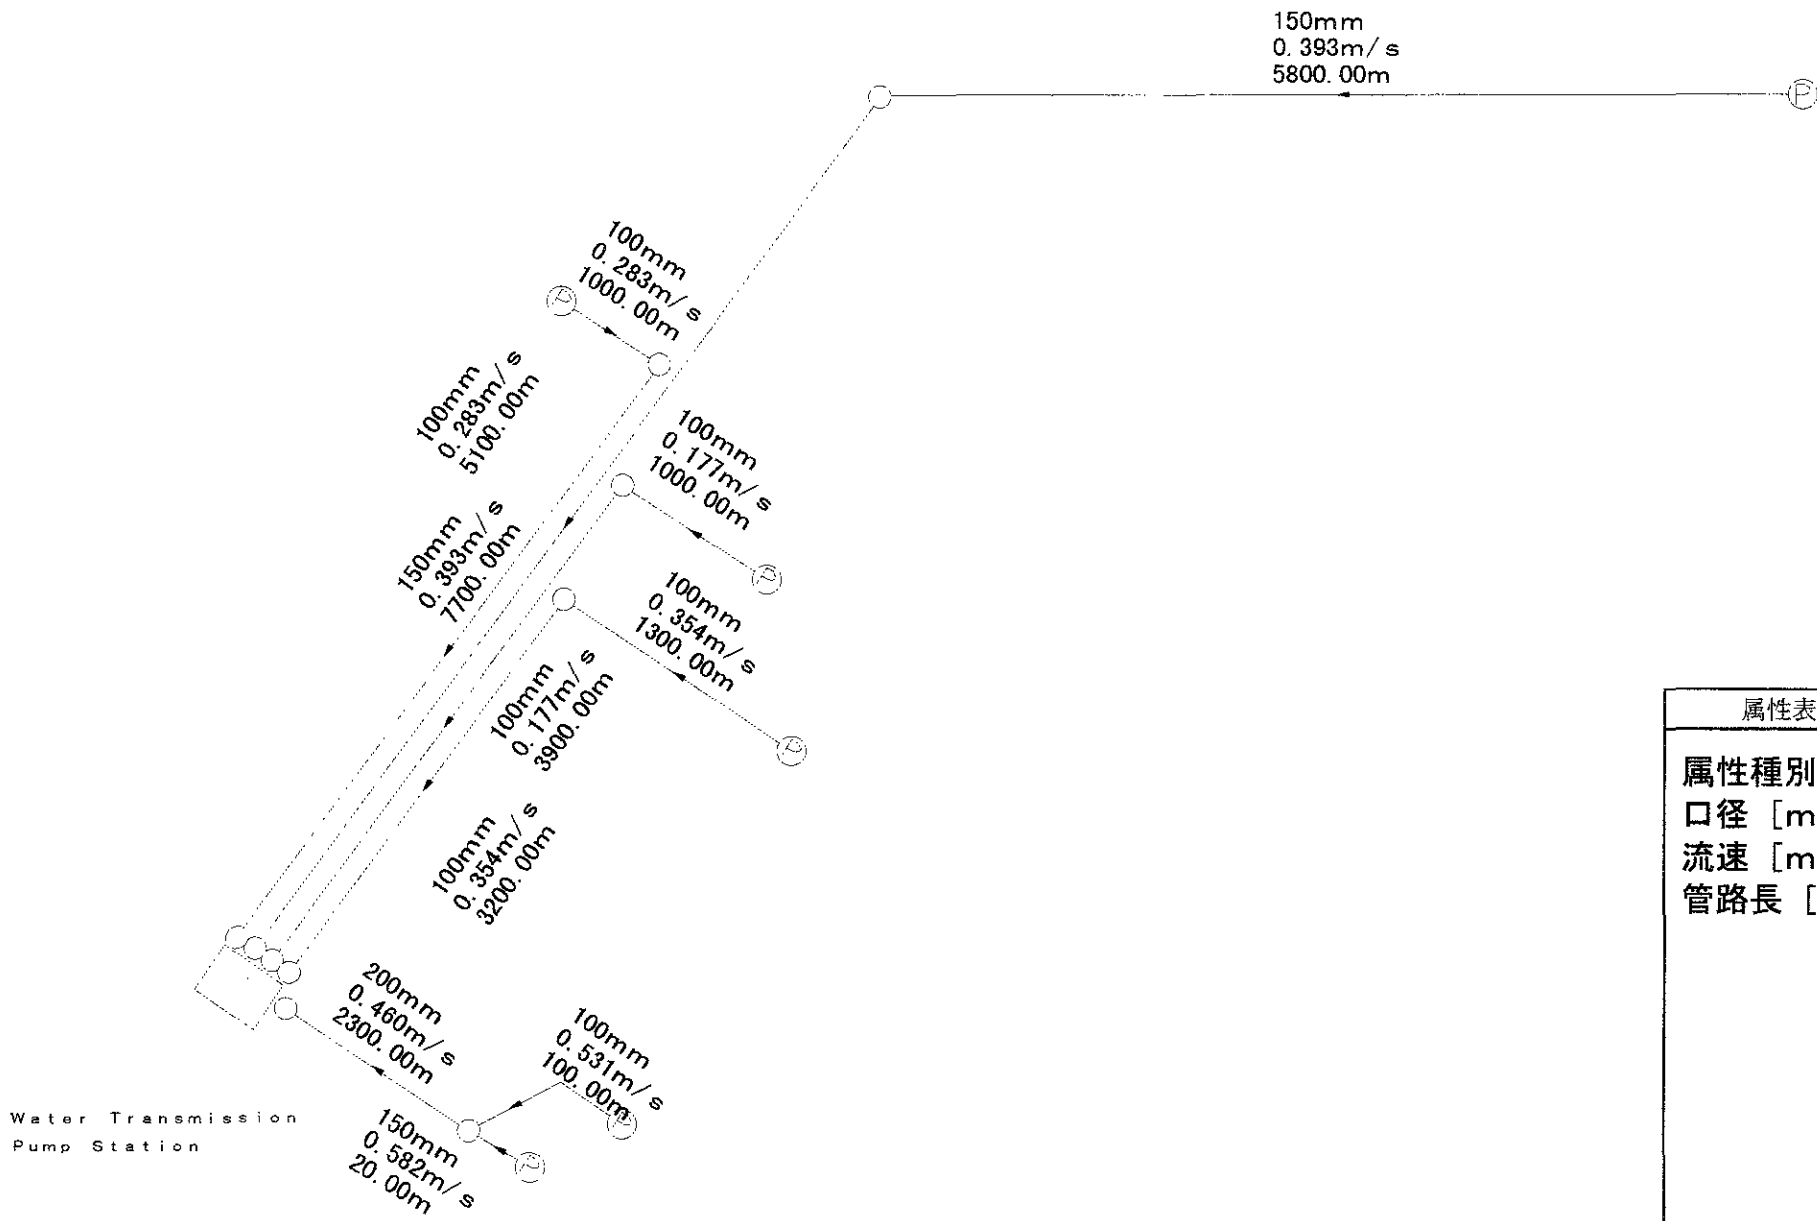 150mm
0.393m/s
5800.00m
P
100mm
0.283m/s
1000.00m
P
100mm
0.283m/s
5100.00m
100mm
0.177m/s
1000.00m
P
150mm
0.393m/s
7700.00m
100mm
0.354m/s
1300.00m
P
100mm
0.177m/s
3900.00m
100mm
0.354m/s
3200.00m
200mm
0.460m/s
2300.00m
100mm
0.531m/s
100.00m
P
150mm
0.582m/s
20.00m
P
Water Transmission
Pump Station
属性表
属性種別
口径 [m
流速 [m
管路長 [